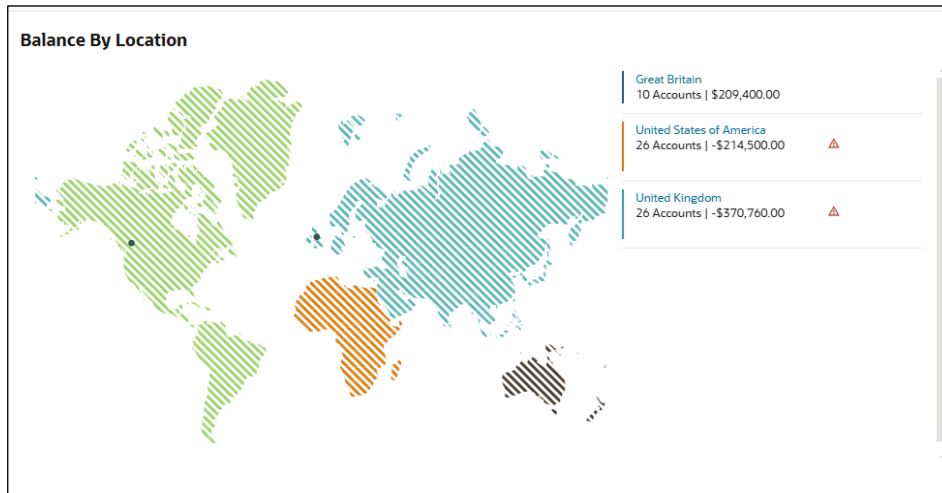 Balance By Location
Great Britain
10 Accounts | $209,400.00
United States of America
26 Accounts | -$214,500.00
United Kingdom
26 Accounts | -$370,760.00